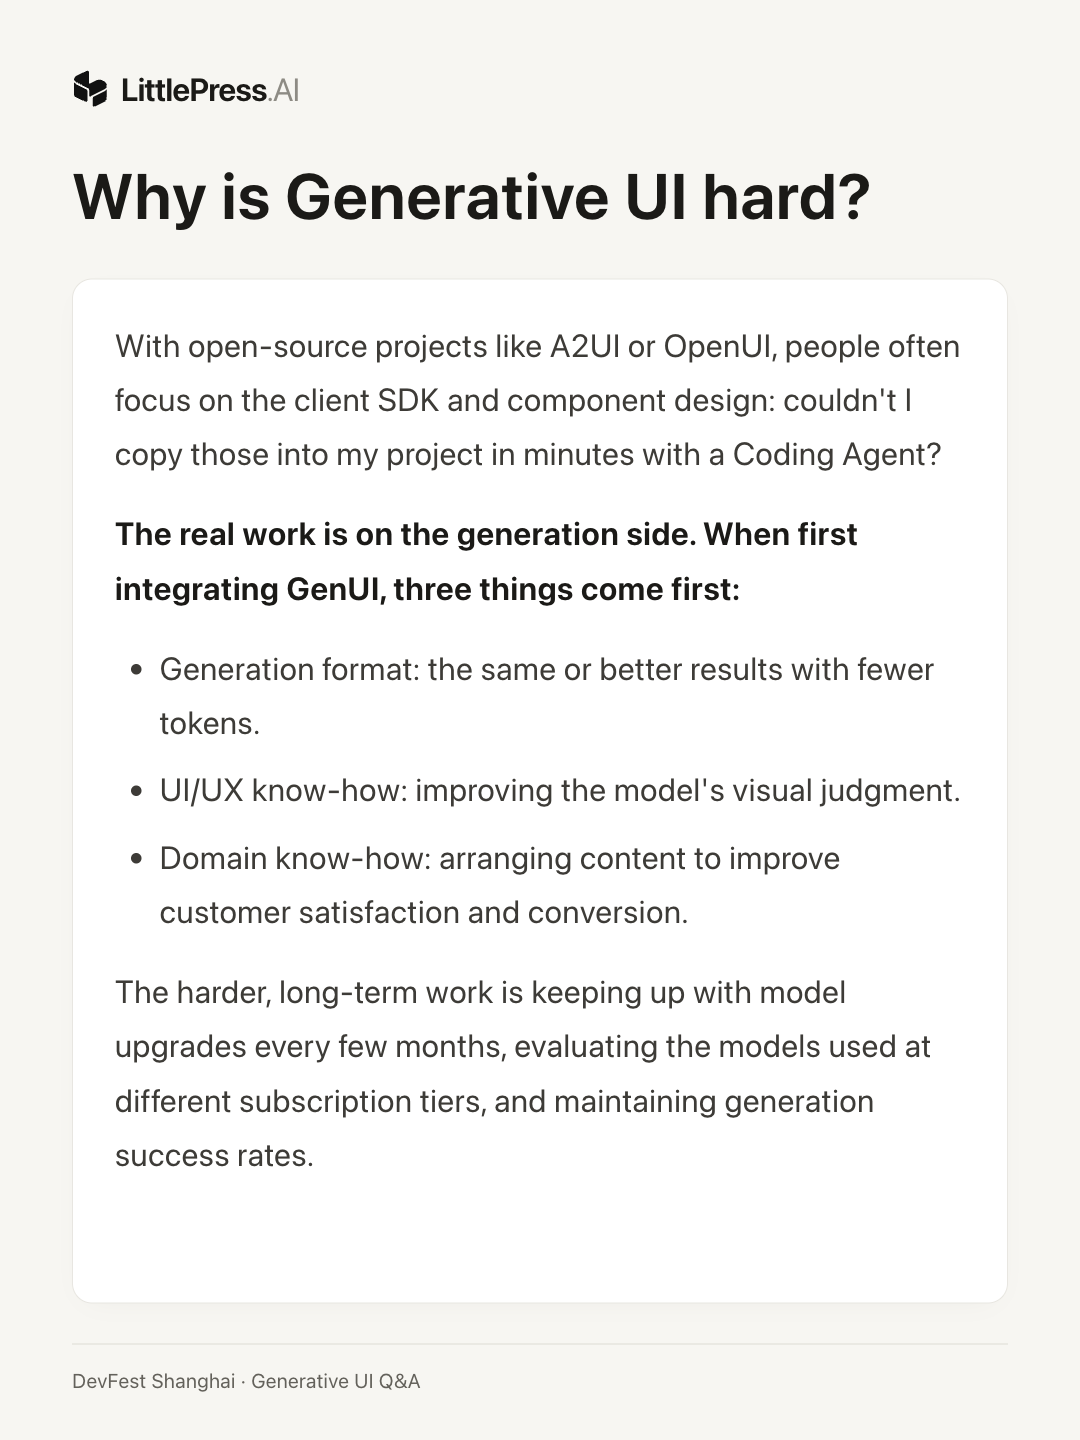 LittlePress.AI
Why is Generative UI hard?
With open-source projects like A2UI or OpenUI, people often
focus on the client SDK and component design: couldn't I
copy those into my project in minutes with a Coding Agent?
The real work is on the generation side. When first
integrating GenUI, three things come first:
• Generation format: the same or better results with fewer
tokens.
• UI/UX know-how: improving the model's visual judgment.
• Domain know-how: arranging content to improve
customer satisfaction and conversion.
The harder, long-term work is keeping up with model
upgrades every few months, evaluating the models used at
different subscription tiers, and maintaining generation
success rates.
DevFest Shanghai · Generative UI Q&A